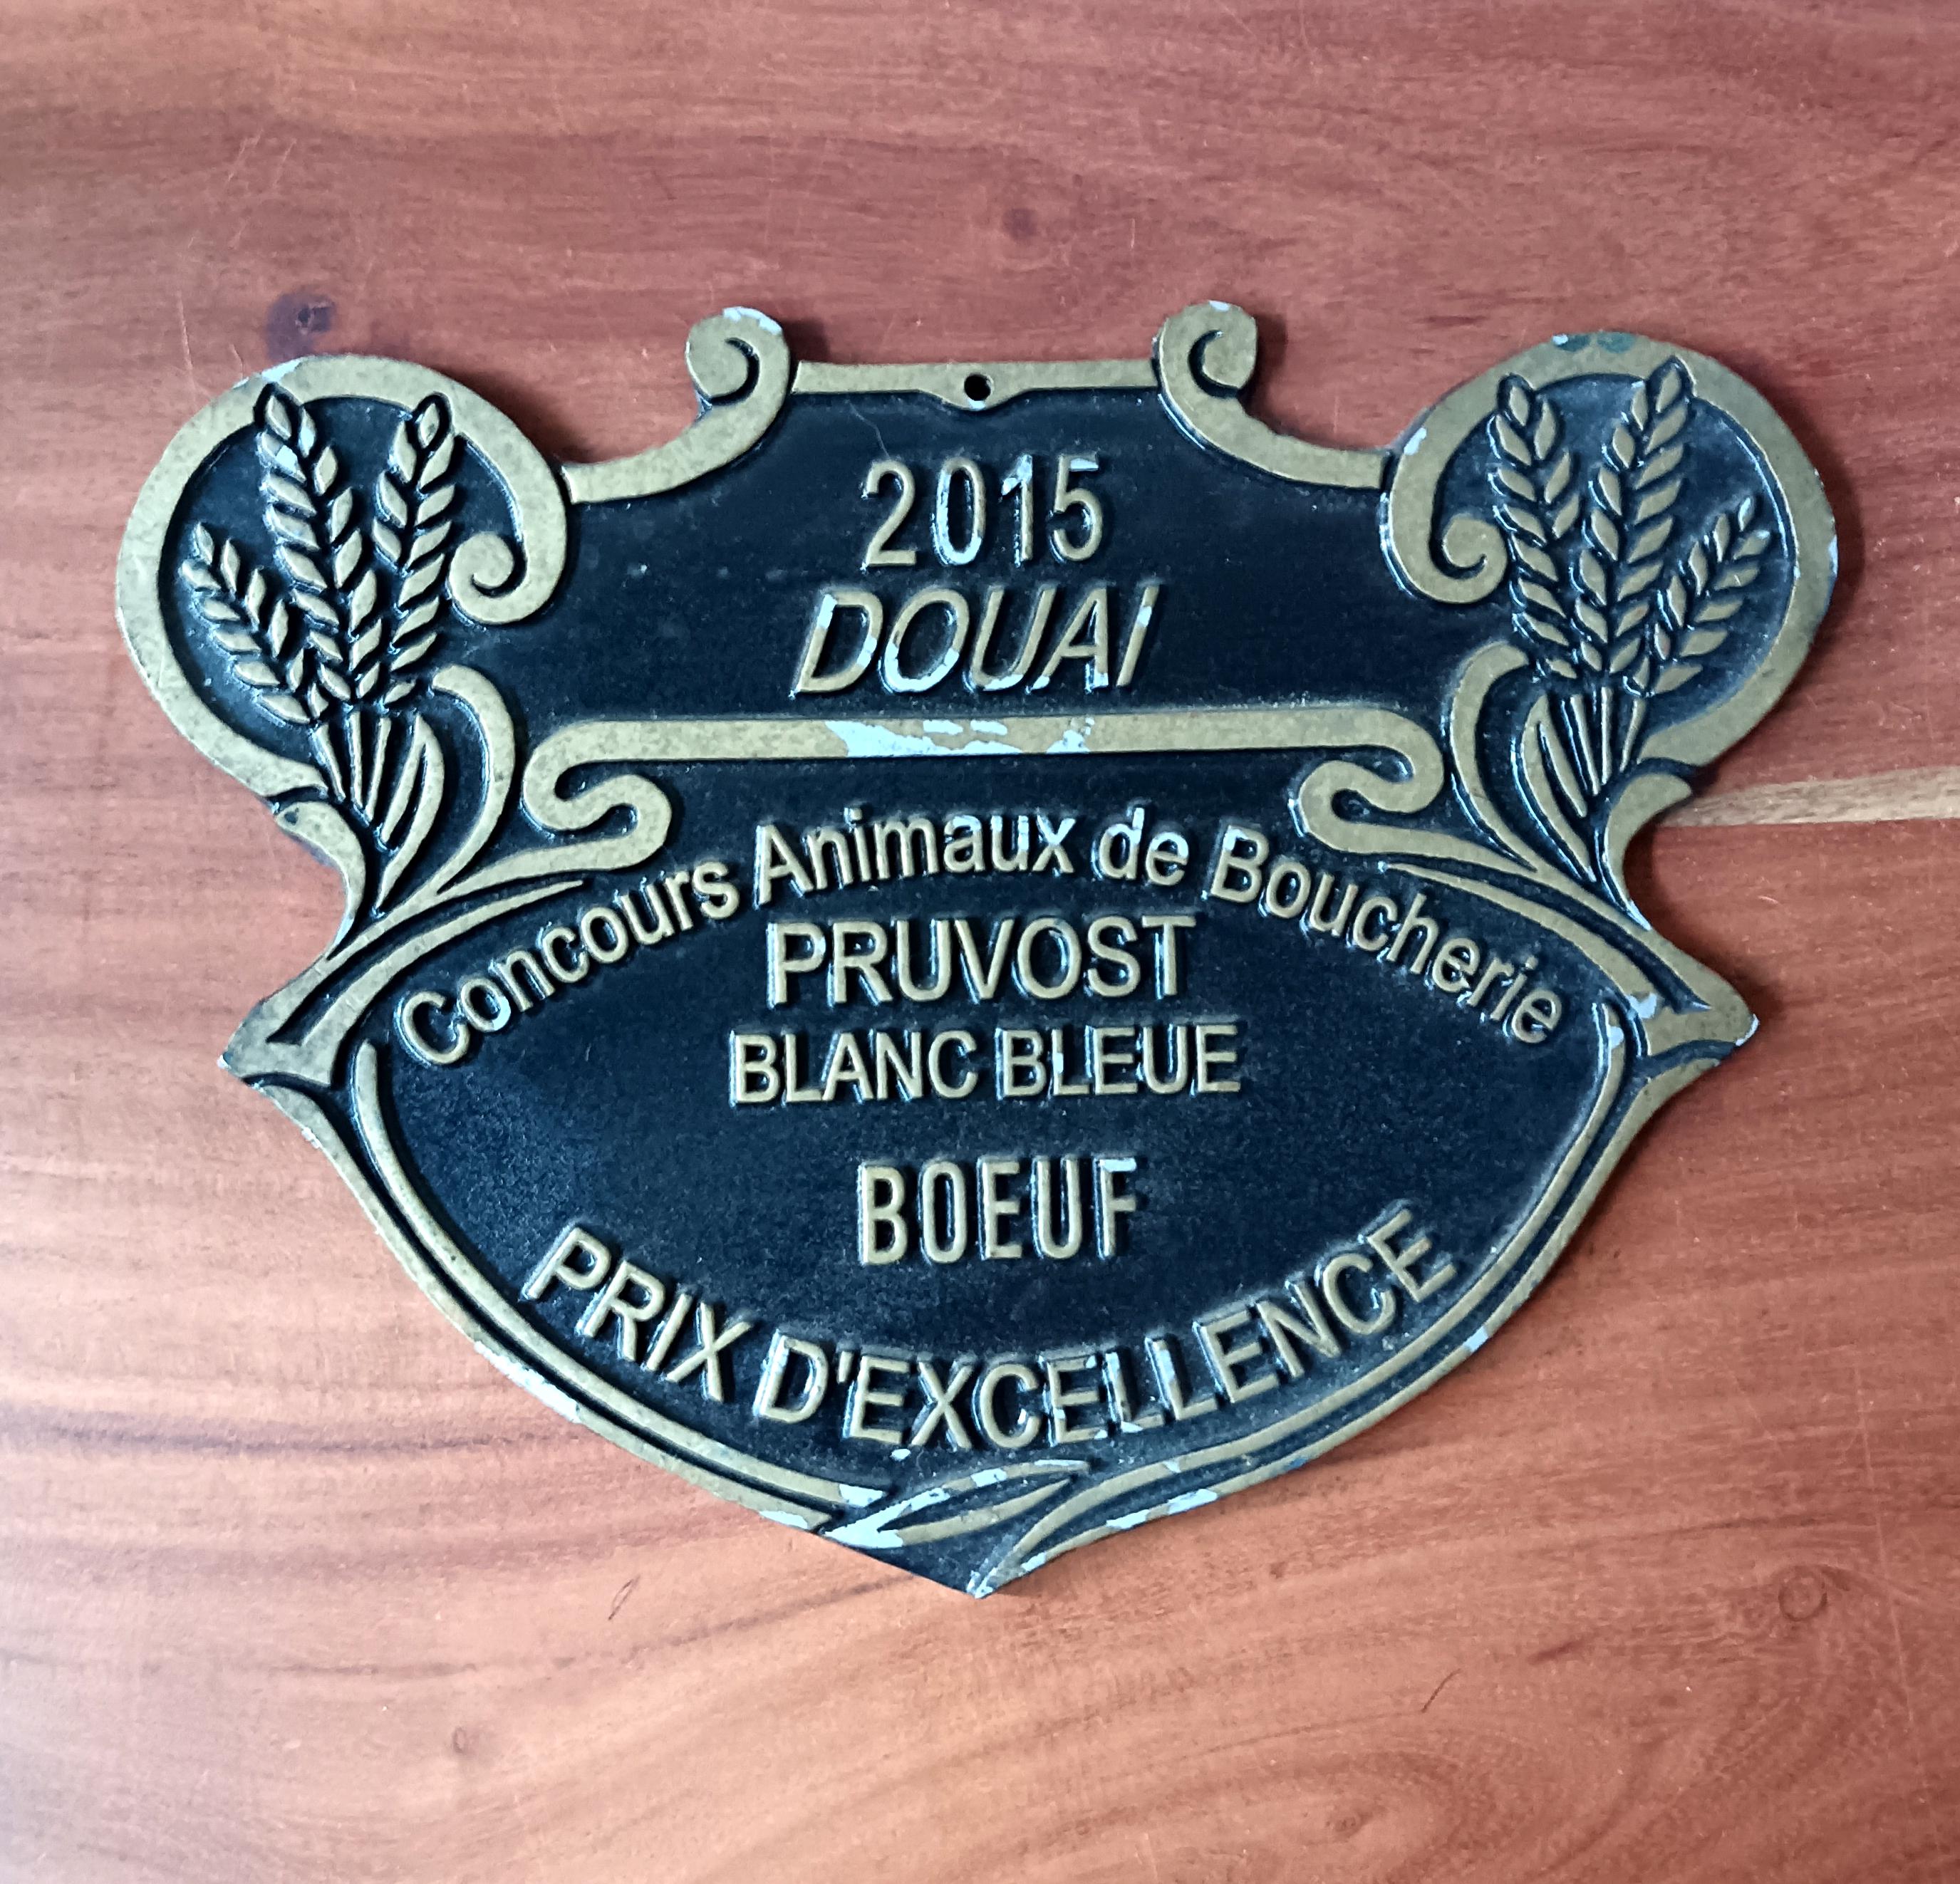 2015
DOUAI
Concours Animaux de Boucherie
PRUVOST
BLANC BLEUE
BOEUF
PRIX D'EXCELLENCE